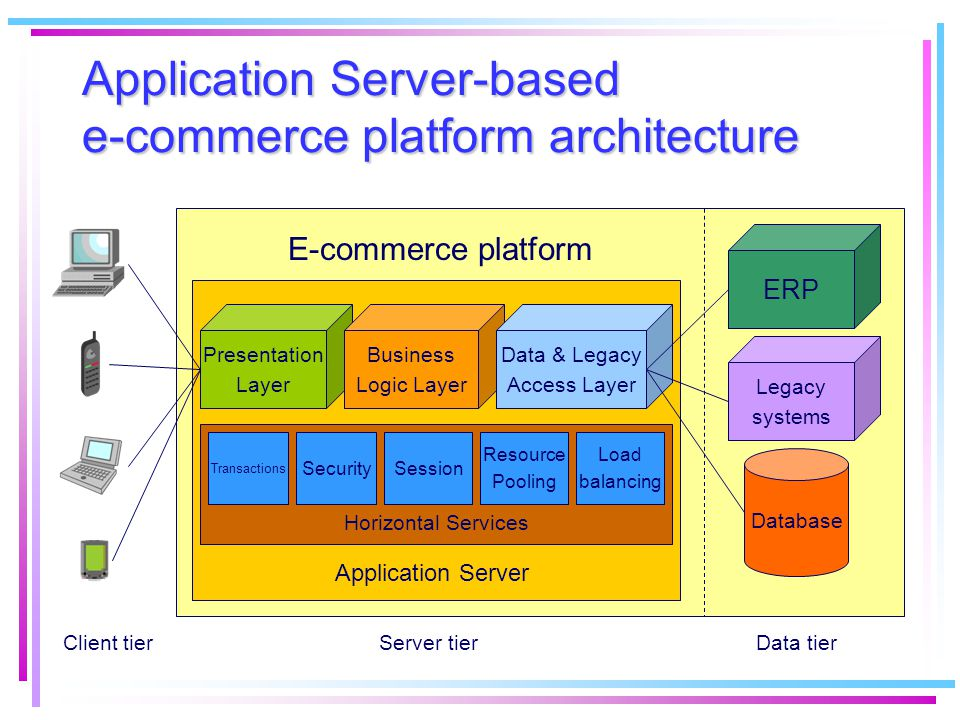 Application Server-based
e-commerce platform architecture
E-commerce platform
Presentation
Layer
Business
Logic Layer
Data & Legacy
Access Layer
ERP
Legacy
systems
Database
Transactions
Security
Session
Resource
Pooling
Load
balancing
Horizontal Services
Application Server
Client tier
Server tier
Data tier